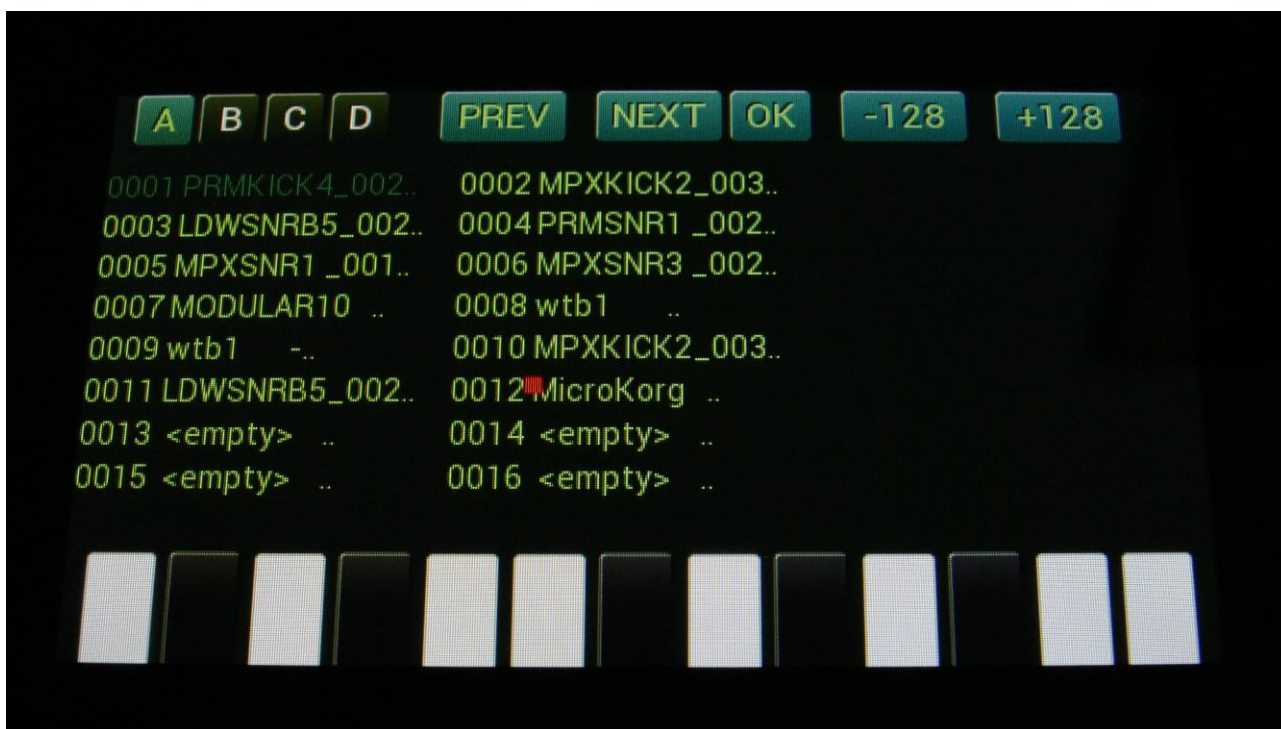 A B C D PREV NEXT OK -128 +128
0001 PRMKICK4_002.. 0002 MPXKICK2_003..
0003 LDWSNRB5_002.. 0004 PRMSNR1 _002..
0005 MPXSNR1 _001.. 0006 MPXSNR3 _002..
0007 MODULAR10 .. 0008 wtb1 ..
0009 wtb1 -.. 0010 MPXKICK2_003..
0011 LDWSNRB5_002.. 0012 MicroKorg ..
0013 <empty> .. 0014 <empty> ..
0015 <empty> .. 0016 <empty> ..